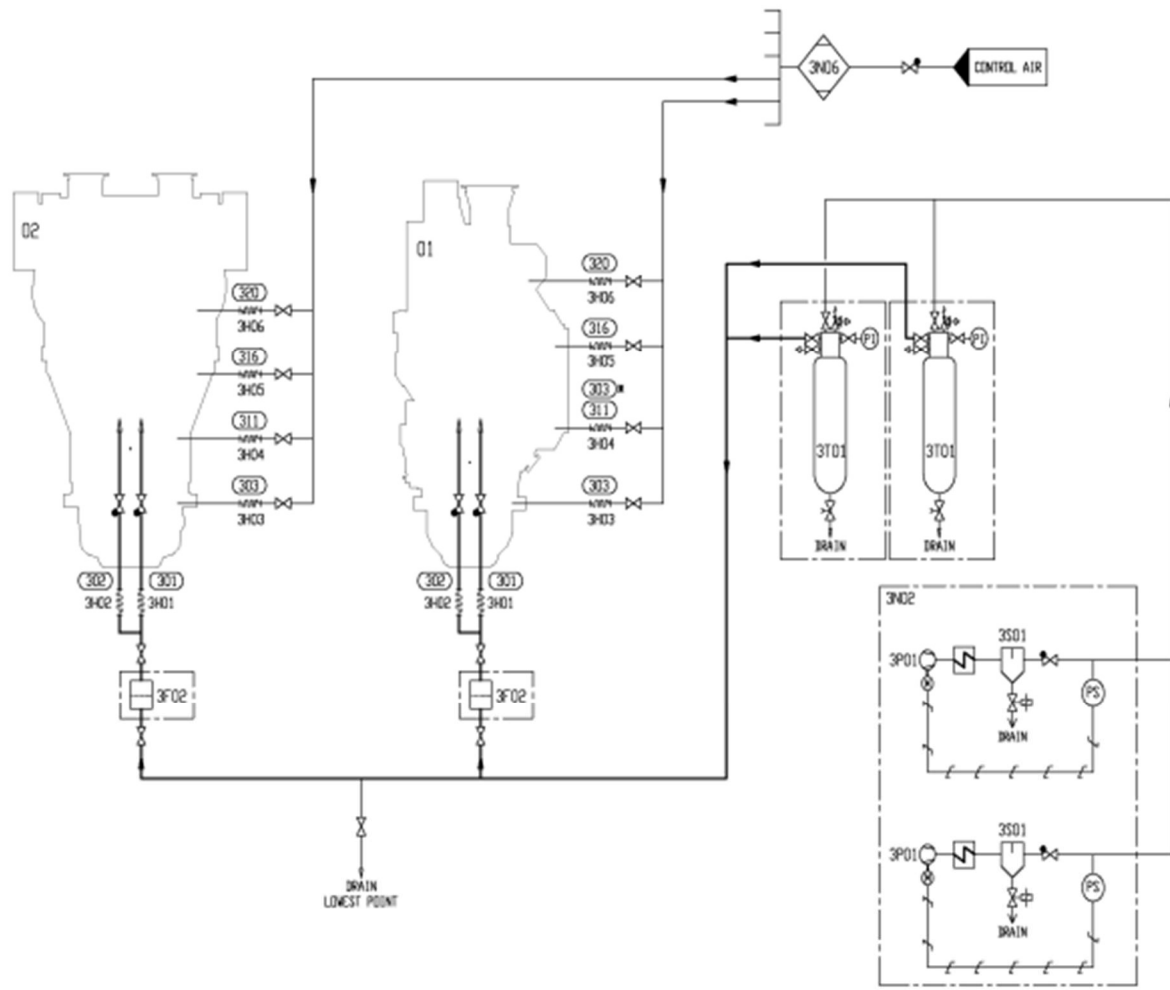 3N06
CONTROL AIR
02
01
320
3H06
316
3H05
311
3H04
303
3H03
320
3H06
316
3H05
303
311
3H04
303
3H03
PI
PI
3T01
3T01
DRAIN
DRAIN
302
301
3H02
3H01
302
301
3H02
3H01
3F02
3F02
DRAIN
LOWEST POINT
3N02
3S01
3P01
PS
DRAIN
3S01
3P01
PS
DRAIN